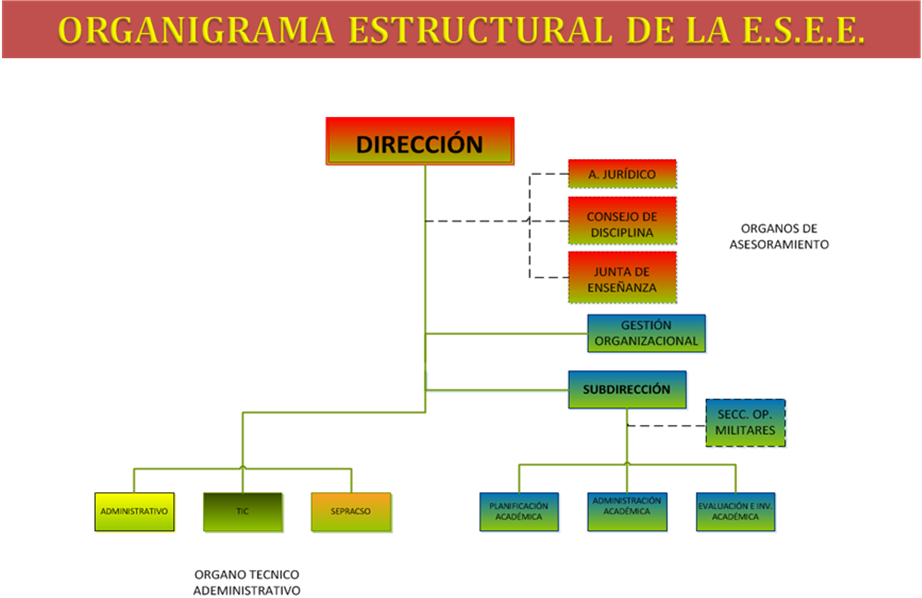 ORGANIGRAMA ESTRUCTURAL DE LA E.S.E.E.
DIRECCIÓN
A. JURÍDICO
CONSEJO DE
DISCIPLINA
JUNTA DE
ENSEÑANZA
ORGANOS DE
ASESORAMIENTO
GESTIÓN
ORGANIZACIONAL
SUBDIRECCIÓN
SECC. OP.
MILITARES
ADMINISTRATIVO
TIC
SEPRACSO
PLANIFICACIÓN
ACADÉMICA
ADMINISTRACIÓN
ACADÉMICA
EVALUACIÓN E INV.
ACADÉMICA
ORGANO TECNICO
ADEMINISTRATIVO